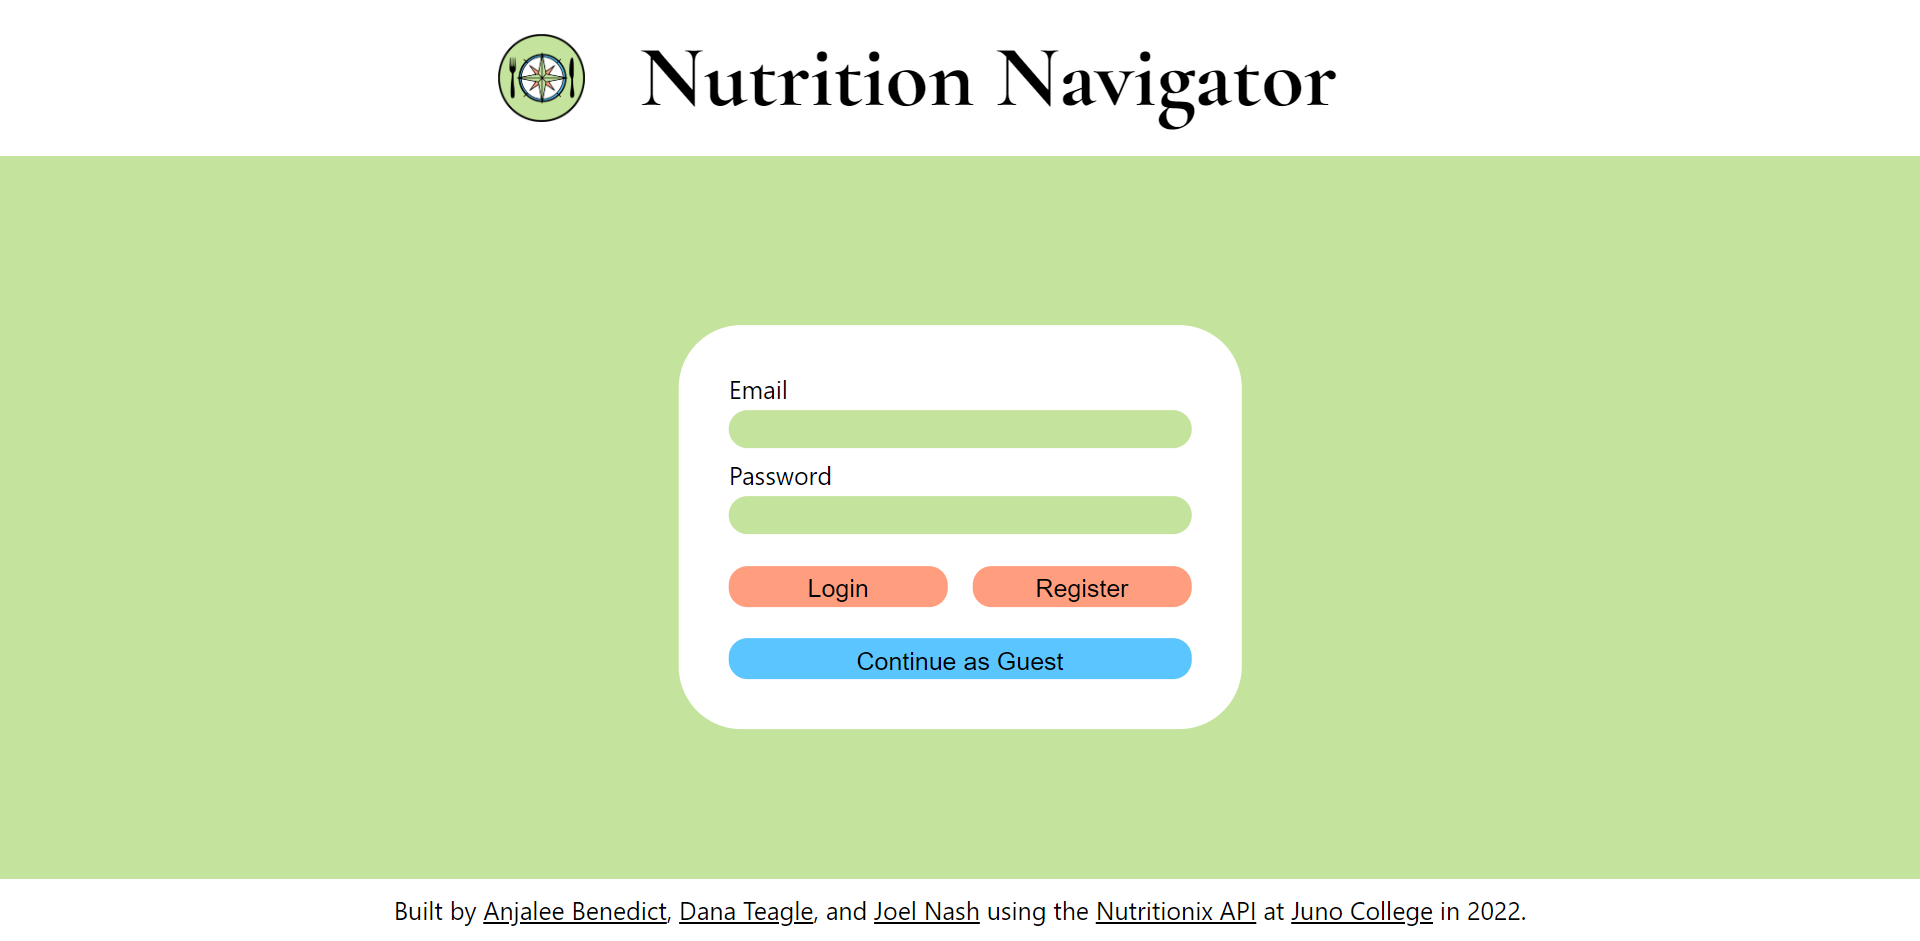 Nutrition Navigator
Email
Password
Login
Register
Continue as Guest
Built by Anjalee Benedict, Dana Teagle, and Joel Nash using the Nutritionix API at Juno College in 2022.